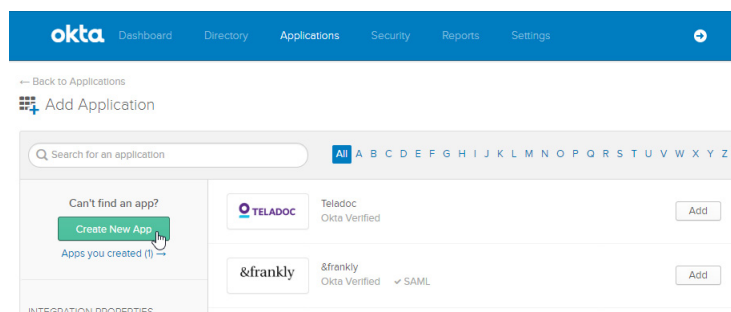 okta Dashboard Directory Applications Security Reports Settings
← Back to Applications
Add Application
Search for an application
All A B C D E F G H I J K L M N O P Q R S T U V W X Y Z
Can't find an app?
Create New App
Apps you created (1) →
TELADOC
Teladoc
Okta Verified
Add
&frankly
&frankly
Okta Verified ✓ SAML
Add
INTEGRATION PROPERTIES